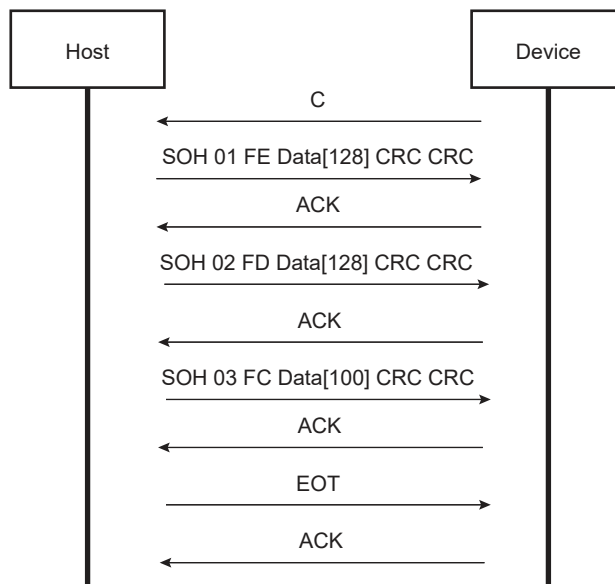 Host
Device
C
SOH 01 FE Data[128] CRC CRC
ACK
SOH 02 FD Data[128] CRC CRC
ACK
SOH 03 FC Data[100] CRC CRC
ACK
EOT
ACK